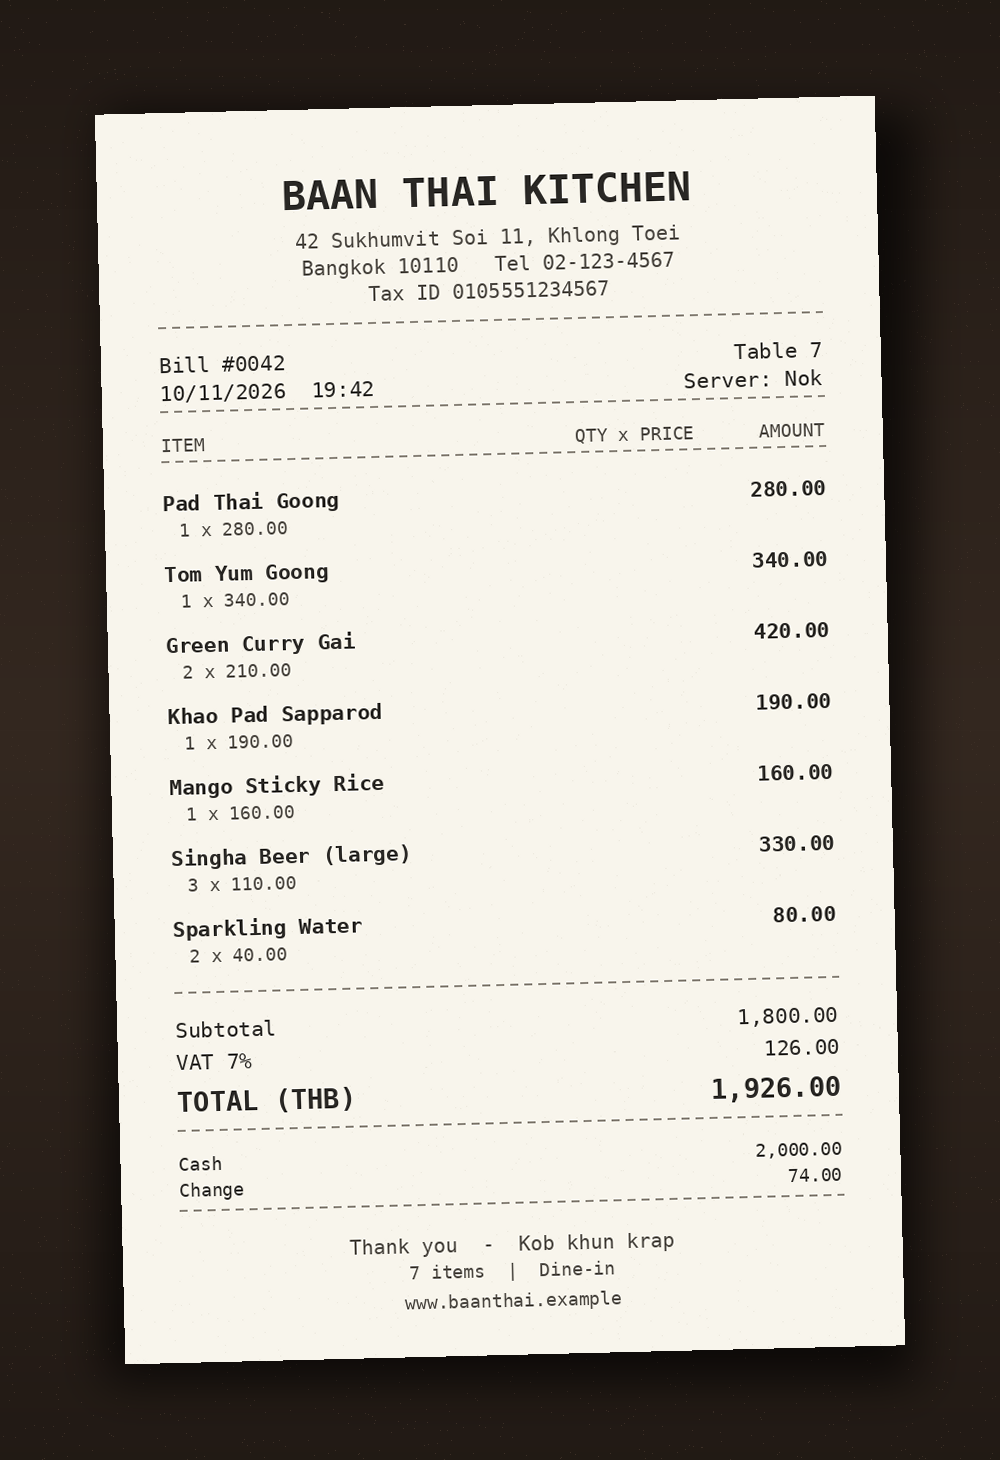 BAAN THAI KITCHEN
42 Sukhumvit Soi 11, Khlong Toei
Bangkok 10110   Tel 02-123-4567
Tax ID 0105551234567
Bill #0042 Table 7
10/11/2026  19:42 Server: Nok
ITEM QTY x PRICE AMOUNT
Pad Thai Goong 280.00
1 x 280.00
Tom Yum Goong 340.00
1 x 340.00
Green Curry Gai 420.00
2 x 210.00
Khao Pad Sapparod 190.00
1 x 190.00
Mango Sticky Rice 160.00
1 x 160.00
Singha Beer (large) 330.00
3 x 110.00
Sparkling Water 80.00
2 x 40.00
Subtotal 1,800.00
VAT 7% 126.00
TOTAL (THB) 1,926.00
Cash 2,000.00
Change 74.00
Thank you  -  Kob khun krap
7 items  |  Dine-in
www.baanthai.example